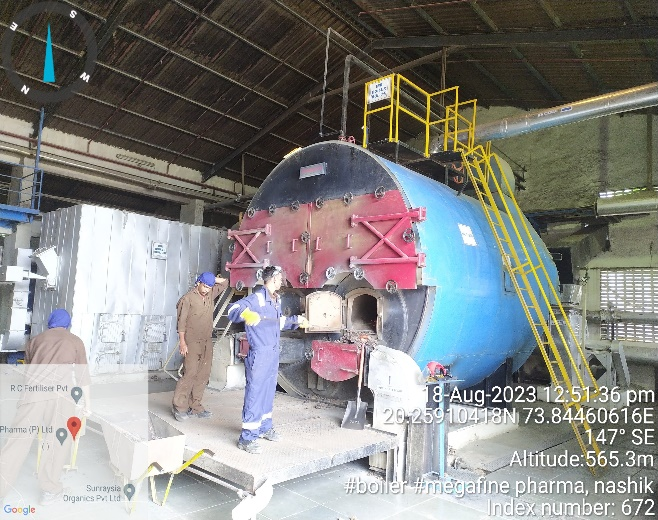 S
E
W
N
18-Aug-2023 12:51:36 pm
20.25910418N 73.84460616E
147° SE
Altitude:565.3m
#boiler #megafine pharma, nashik
Index number: 672
R C Fertiliser Pvt
Pharma (P) Ltd
Sunraysia
Organics Pvt Ltd
Google